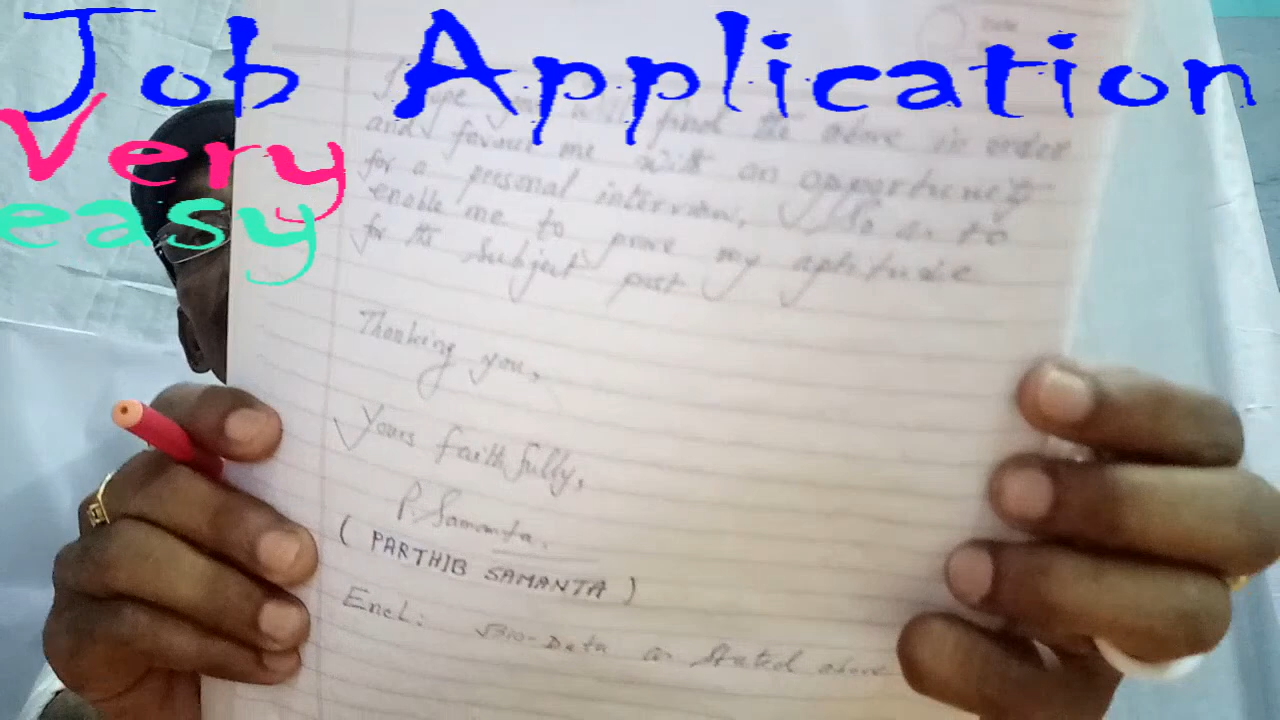 Job Application
Very
easy
Date
I hope you will find the above in order
and favour me with an opportunity
for a personal interview, so as to
enable me to prove my aptitude
for the subject post
Thanking you,
Yours faithfully,
P. Samanta.
( PARTHIB SAMANTA )
Encl: Bio-Data as stated above